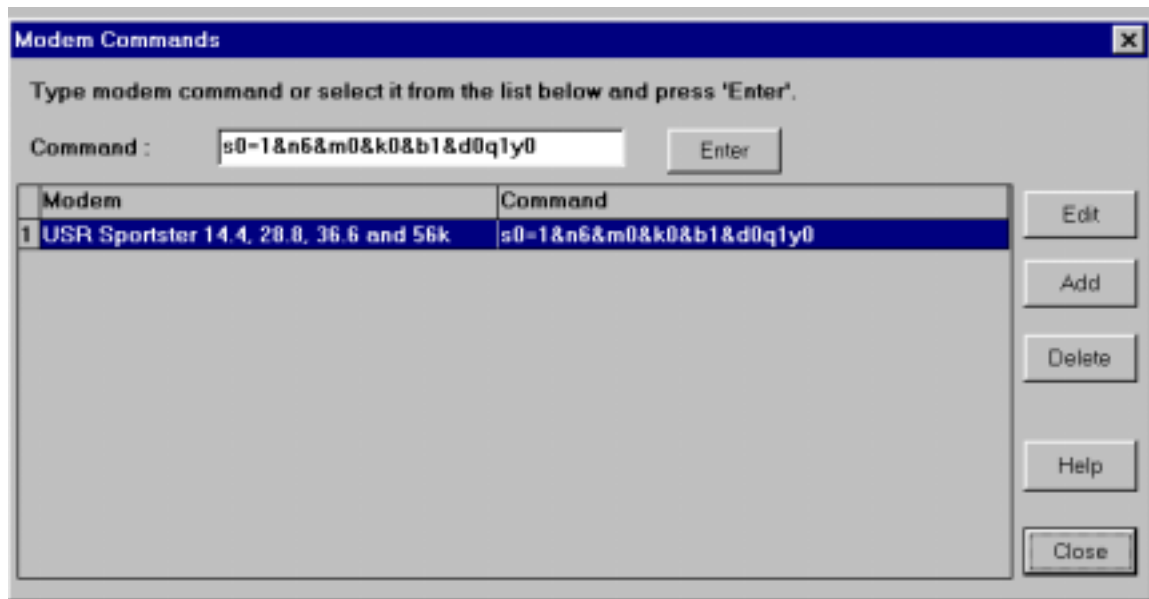 Modem Commands
Type modem command or select it from the list below and press 'Enter'.
Command : s0=1&n6&m0&k0&b1&d0q1y0 Enter
Modem Command
1 USR Sportster 14.4, 28.8, 36.6 and 56k s0=1&n6&m0&k0&b1&d0q1y0
Edit
Add
Delete
Help
Close